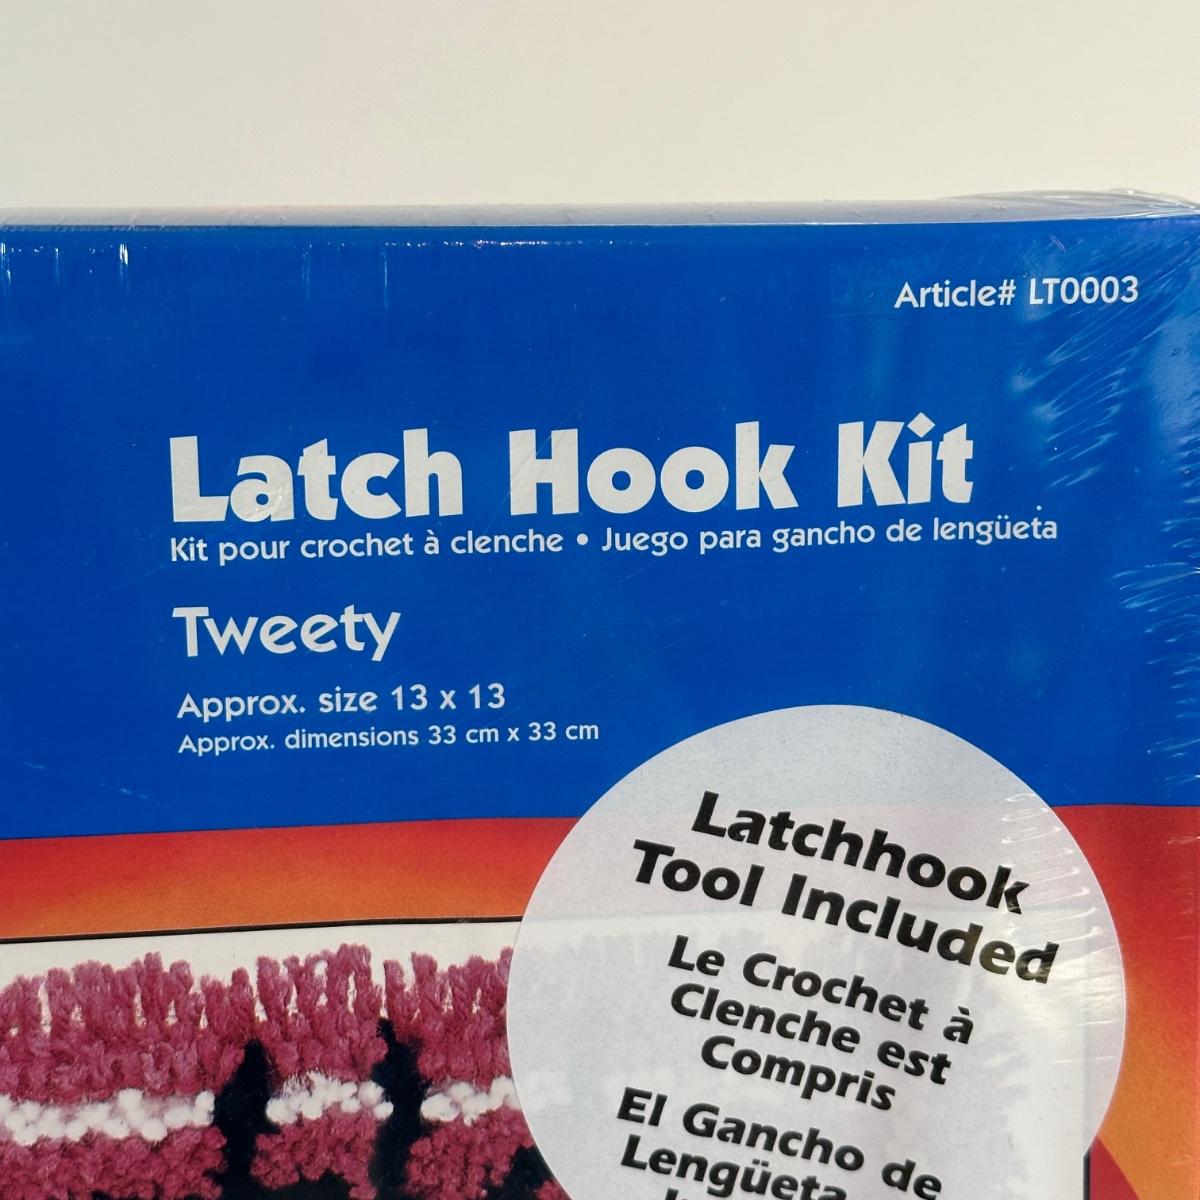 Article# LT0003
Latch Hook Kit
Kit pour crochet à clenche • Juego para gancho de lengüeta
Tweety
Approx. size 13 x 13
Approx. dimensions 33 cm x 33 cm
Latchhook
Tool Included
Le Crochet à
Clenche est
Compris
El Gancho de
Lengüeta